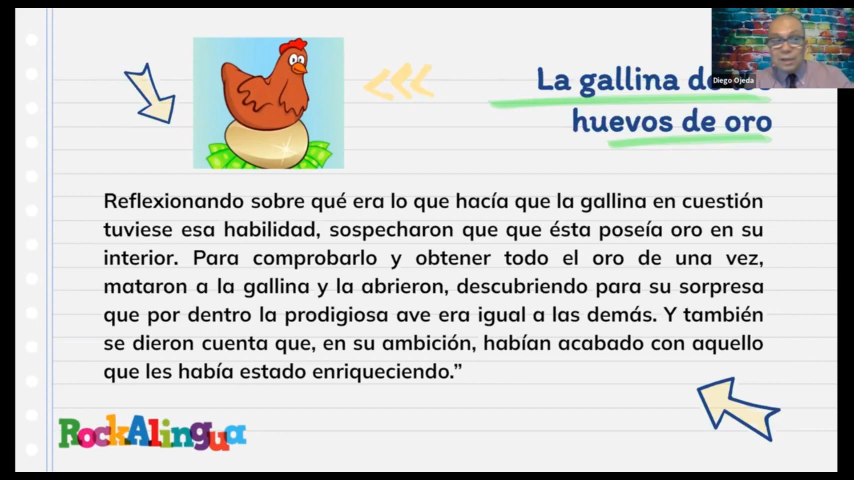 Diego Ojeda
La gallina de
huevos de oro
Reflexionando sobre qué era lo que hacía que la gallina en cuestión
tuviese esa habilidad, sospecharon que que ésta poseía oro en su
interior. Para comprobarlo y obtener todo el oro de una vez,
mataron a la gallina y la abrieron, descubriendo para su sorpresa
que por dentro la prodigiosa ave era igual a las demás. Y también
se dieron cuenta que, en su ambición, habían acabado con aquello
que les había estado enriqueciendo.”
RockALingua